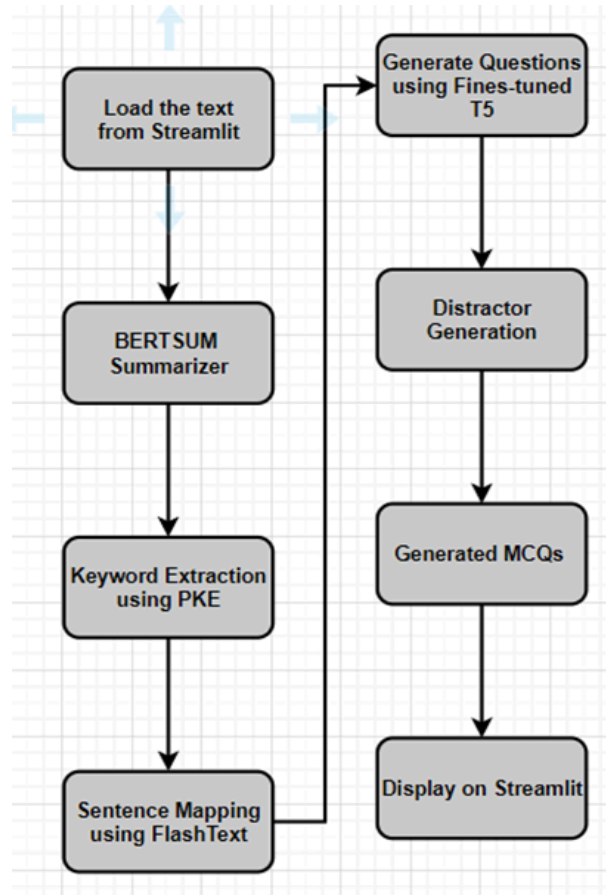 Load the text
from Streamlit
BERTSUM
Summarizer
Keyword Extraction
using PKE
Sentence Mapping
using FlashText
Generate Questions
using Fines-tuned
T5
Distractor
Generation
Generated MCQs
Display on Streamlit